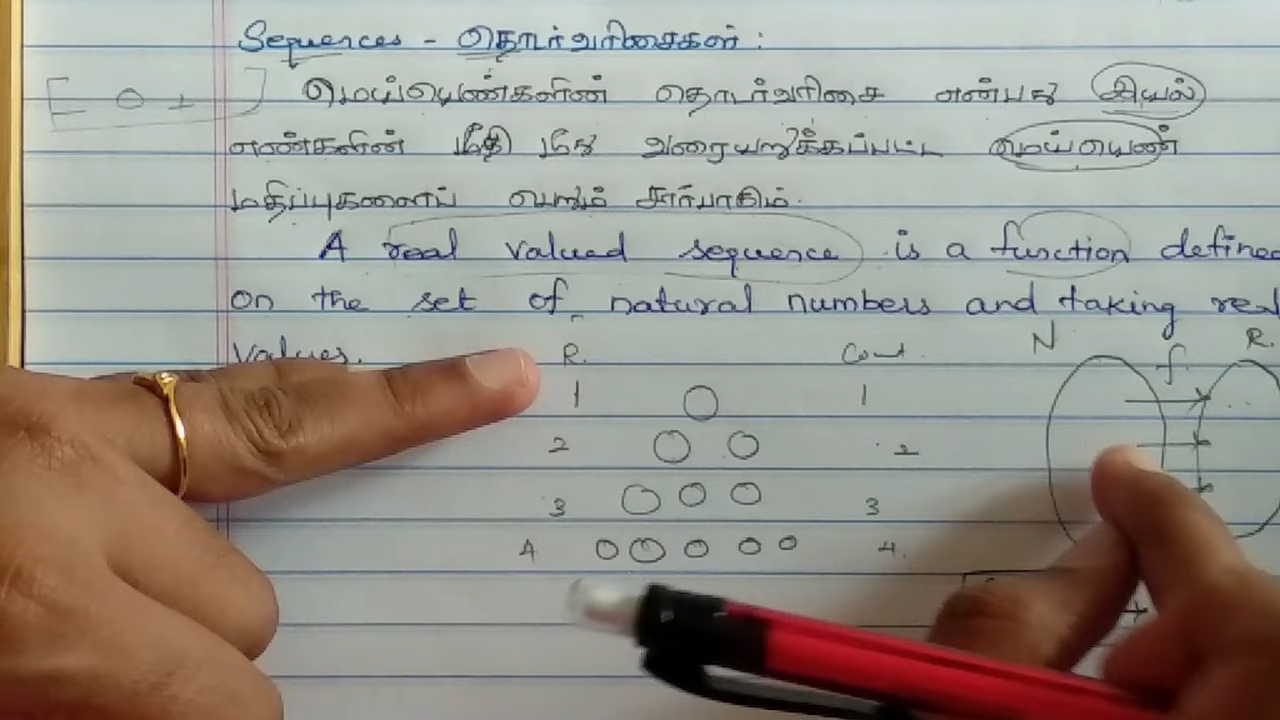 Sequences - தொடர்வரிசைகள் :
மெய்யெண்களின் தொடர்வரிசை என்பது இயல்
எண்களின் மீது வரையறுக்கப்பட்ட மெய்யெண்
மதிப்புகளைப் பெறும் சார்பாகும்.
A real valued sequence is a function defined
on the set of natural numbers and taking real
values.
R. Count N f R.
1 1
2 2
3 3
4 4.